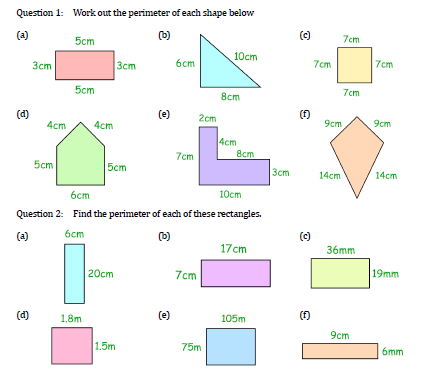 Question 1: Work out the perimeter of each shape below
(a) (b) (c)
5cm
3cm 3cm
5cm
6cm 10cm
8cm
7cm
7cm 7cm
7cm
(d) (e) (f)
4cm 4cm
5cm 5cm
6cm
2cm
4cm
8cm
7cm
3cm
10cm
9cm 9cm
14cm 14cm
Question 2: Find the perimeter of each of these rectangles.
(a) (b) (c)
6cm
20cm
17cm
7cm
36mm
19mm
(d) (e) (f)
1.8m
1.5m
105m
75m
9cm
6mm